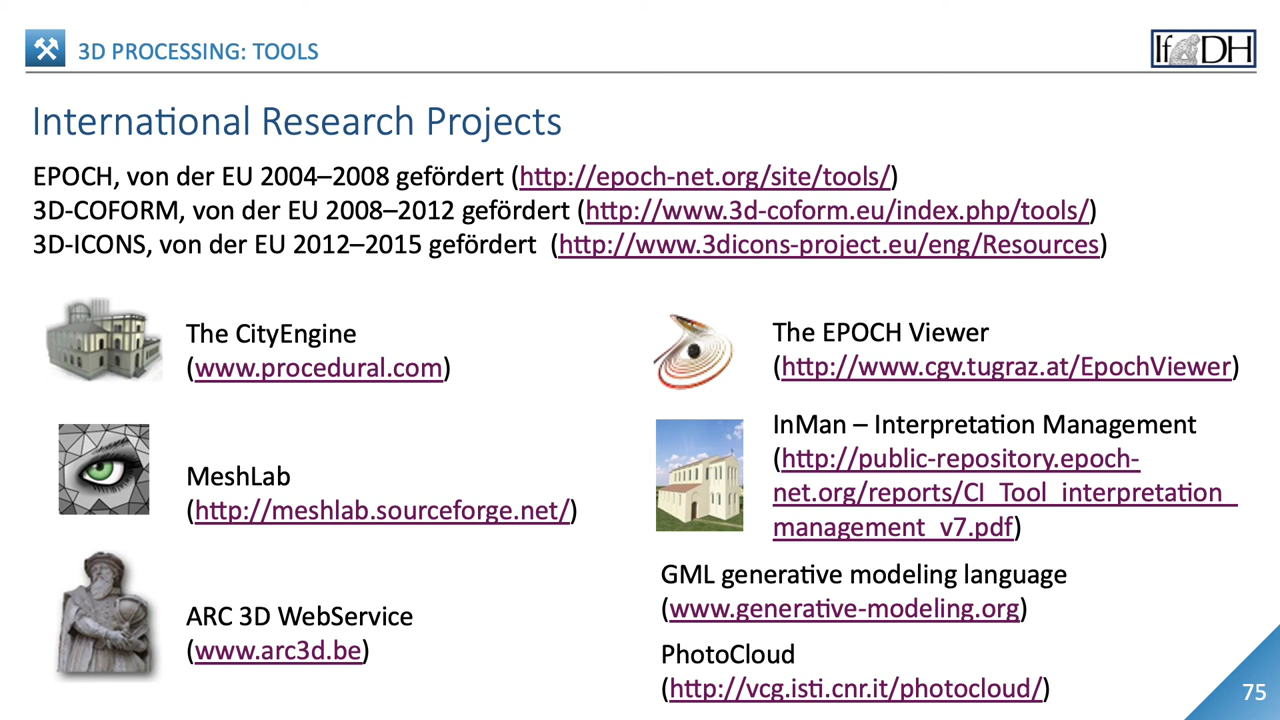 3D PROCESSING: TOOLS
If DH
International Research Projects
EPOCH, von der EU 2004–2008 gefördert (http://epoch-net.org/site/tools/)
3D-COFORM, von der EU 2008–2012 gefördert (http://www.3d-coform.eu/index.php/tools/)
3D-ICONS, von der EU 2012–2015 gefördert (http://www.3dicons-project.eu/eng/Resources)
The CityEngine
(www.procedural.com)
MeshLab
(http://meshlab.sourceforge.net/)
ARC 3D WebService
(www.arc3d.be)
The EPOCH Viewer
(http://www.cgv.tugraz.at/EpochViewer)
InMan – Interpretation Management
(http://public-repository.epoch-
net.org/reports/CI_Tool_interpretation_
management_v7.pdf)
GML generative modeling language
(www.generative-modeling.org)
PhotoCloud
(http://vcg.isti.cnr.it/photocloud/)
75